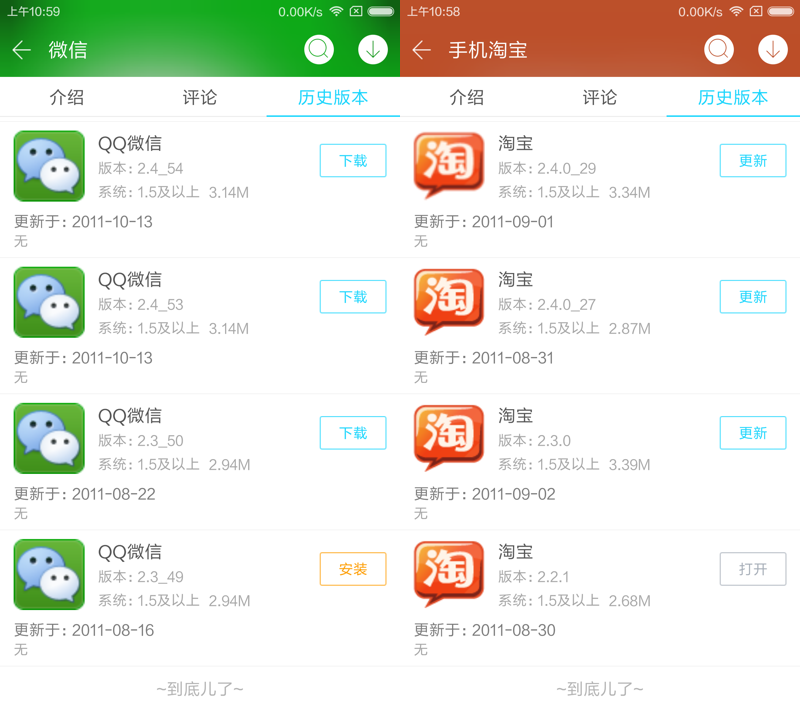 上午10:59
0.00K/s
微信
介绍
评论
历史版本
QQ微信
版本：2.4_54
系统：1.5及以上 3.14M
下载
更新于：2011-10-13
无
QQ微信
版本：2.4_53
系统：1.5及以上 3.14M
下载
更新于：2011-10-13
无
QQ微信
版本：2.3_50
系统：1.5及以上 2.94M
下载
更新于：2011-08-22
无
QQ微信
版本：2.3_49
系统：1.5及以上 2.94M
安装
更新于：2011-08-16
无
~到底儿了~
上午10:58
0.00K/s
手机淘宝
介绍
评论
历史版本
淘
淘宝
版本：2.4.0_29
系统：1.5及以上 3.34M
更新
更新于：2011-09-01
无
淘
淘宝
版本：2.4.0_27
系统：1.5及以上 2.87M
更新
更新于：2011-08-31
无
淘
淘宝
版本：2.3.0
系统：1.5及以上 3.39M
更新
更新于：2011-09-02
无
淘
淘宝
版本：2.2.1
系统：1.5及以上 2.68M
打开
更新于：2011-08-30
无
~到底儿了~